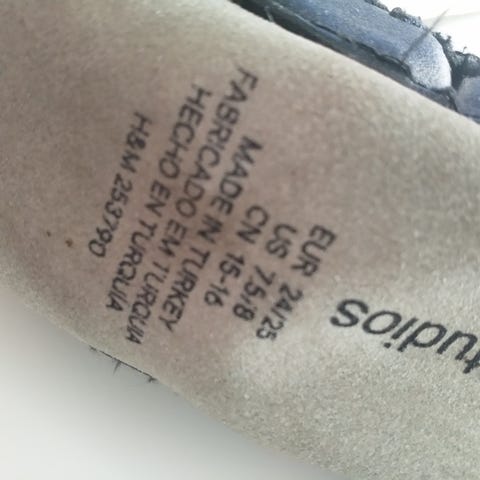 EUR 24/25
US 7.5/8
CN 15-16
MADE IN TURKEY
FABRICADO EM TURQUIA
HECHO EN TURQUIA
H&M 253790
tudios